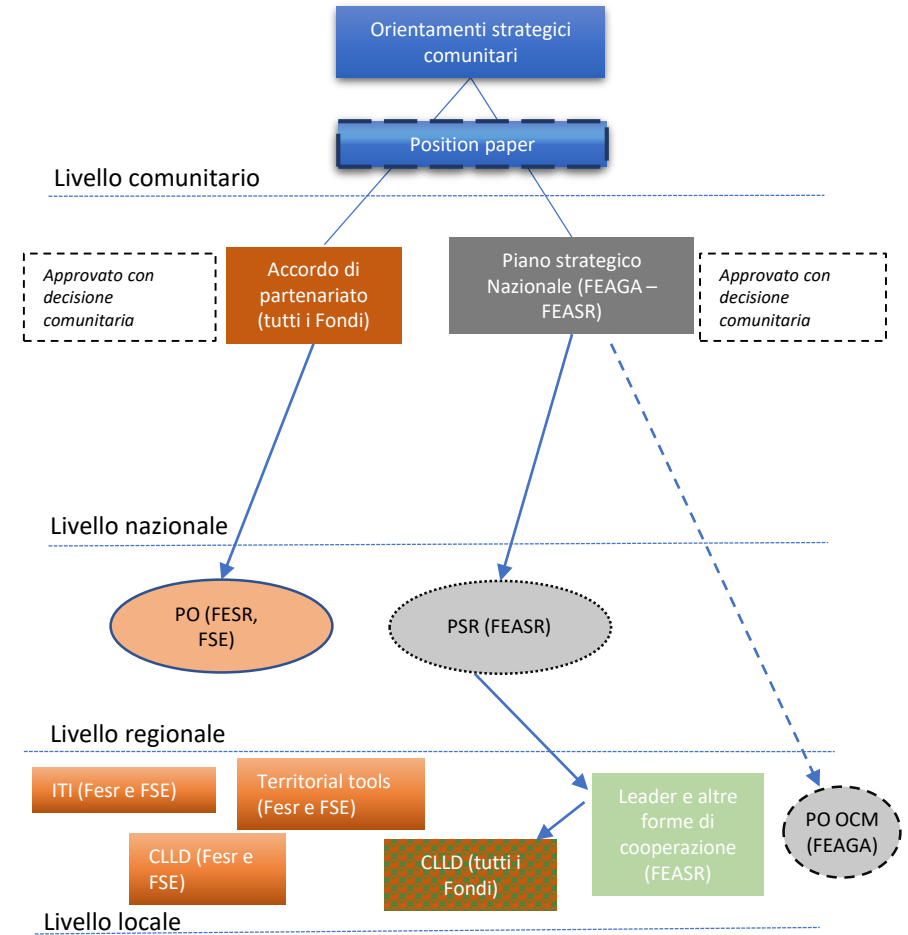 Orientamenti strategici
comunitari
Position paper
Livello comunitario
Approvato con
decisione
comunitaria
Accordo di
partenariato
(tutti i Fondi)
Piano strategico
Nazionale (FEAGA –
FEASR)
Approvato con
decisione
comunitaria
Livello nazionale
PO (FESR,
FSE)
PSR (FEASR)
Livello regionale
ITI (Fesr e FSE)
Territorial tools
(Fesr e FSE)
Leader e altre
forme di
cooperazione
(FEASR)
PO OCM
(FEAGA)
CLLD (Fesr e
FSE)
CLLD (tutti i
Fondi)
Livello locale